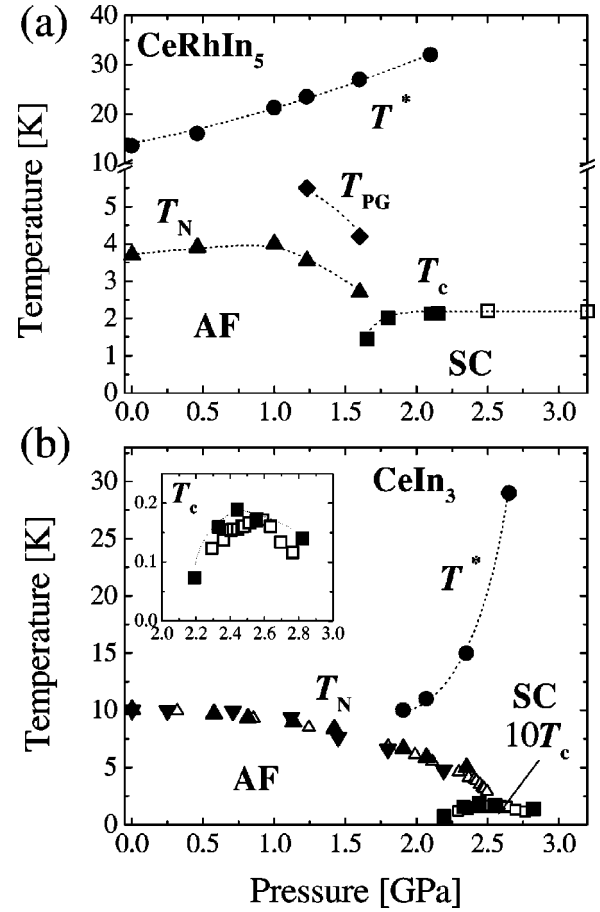 (a)
CeRhIn5
Temperature [K]
40
30
20
10
6
5
4
3
2
1
0
T*
TPG
TN
Tc
AF
SC
0.0 0.5 1.0 1.5 2.0 2.5 3.0
(b)
CeIn3
Temperature [K]
30
25
20
15
10
5
0
Tc
0.2
0.1
0.0
2.0 2.2 2.4 2.6 2.8 3.0
T*
TN
SC
10Tc
AF
0.0 0.5 1.0 1.5 2.0 2.5 3.0
Pressure [GPa]